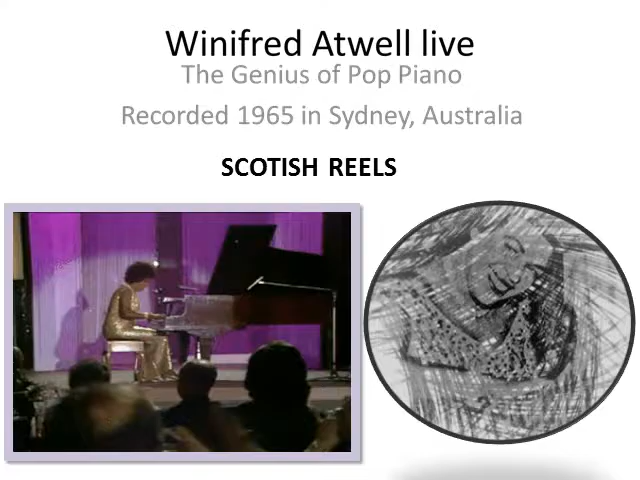 Winifred Atwell live
The Genius of Pop Piano
Recorded 1965 in Sydney, Australia
SCOTISH REELS